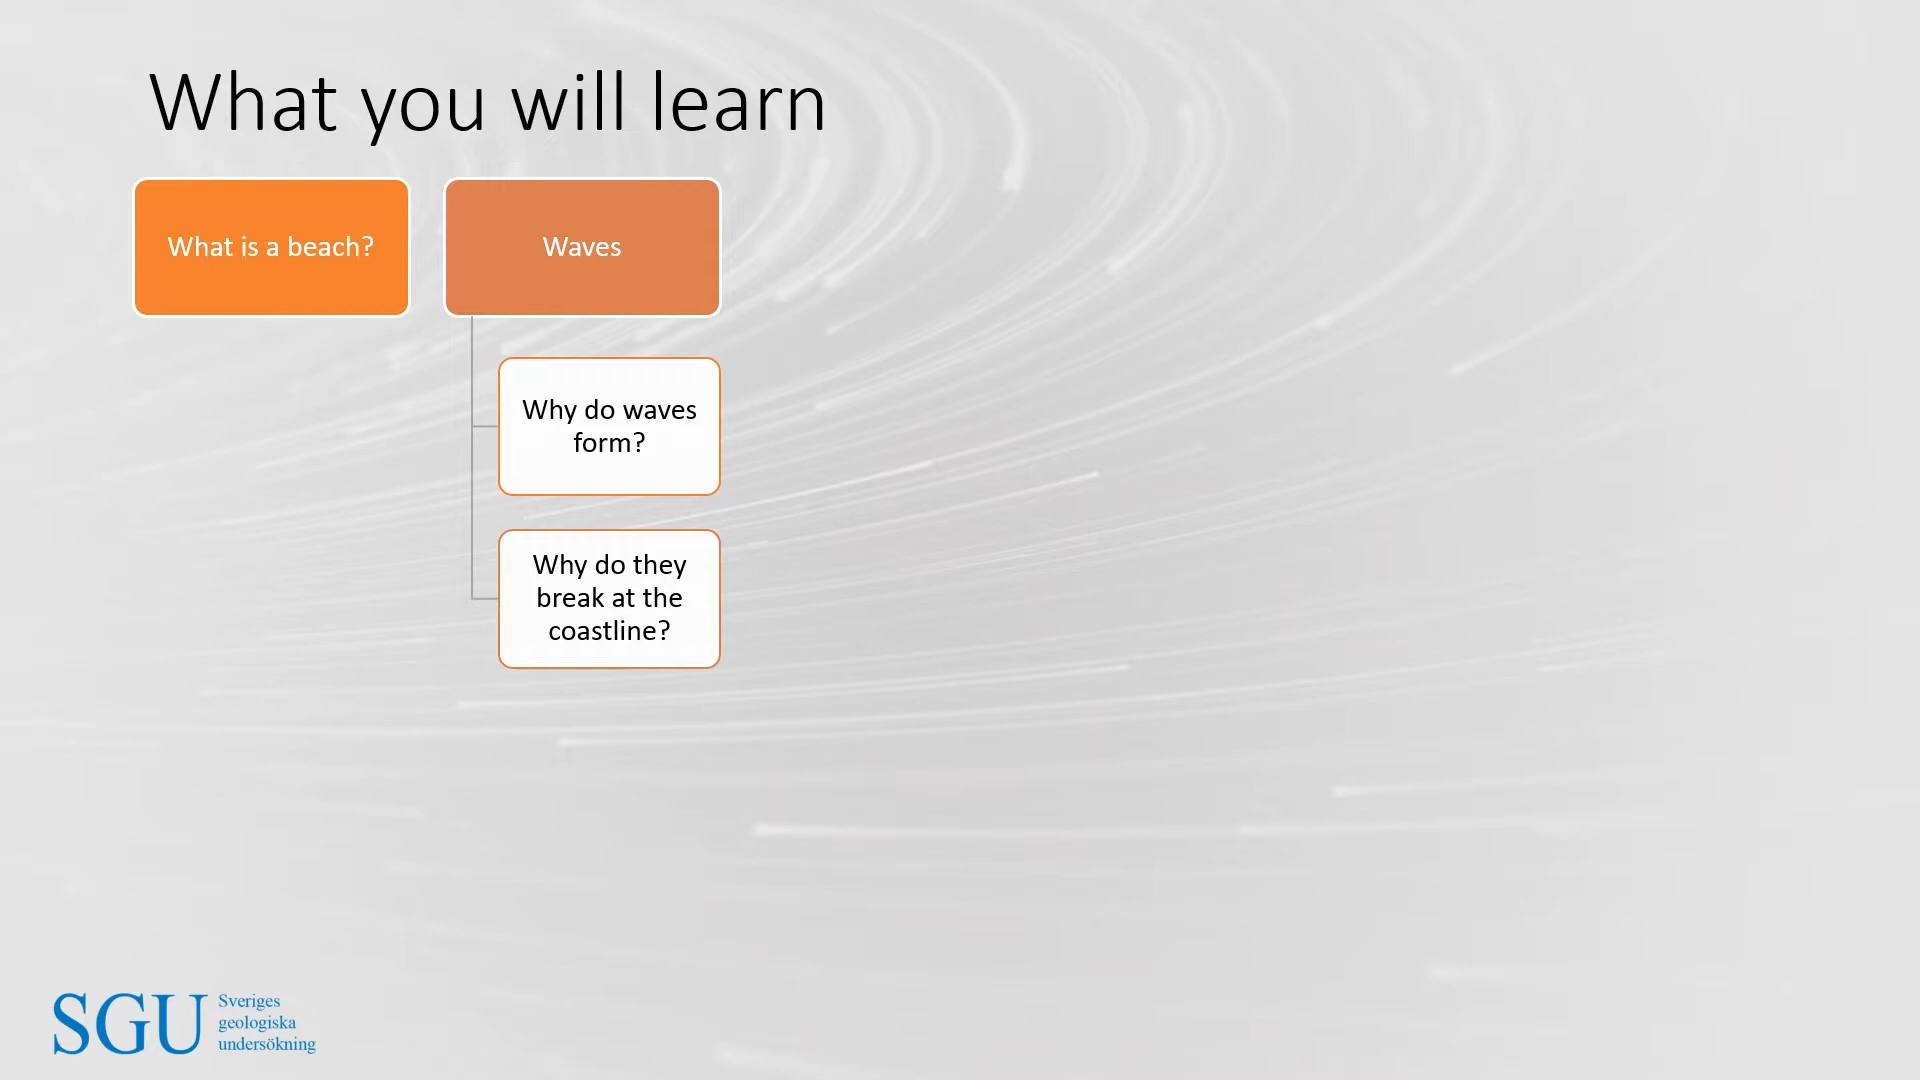 What you will learn
What is a beach?
Waves
Why do waves
form?
Why do they
break at the
coastline?
SGU
Sveriges
geologiska
undersökning